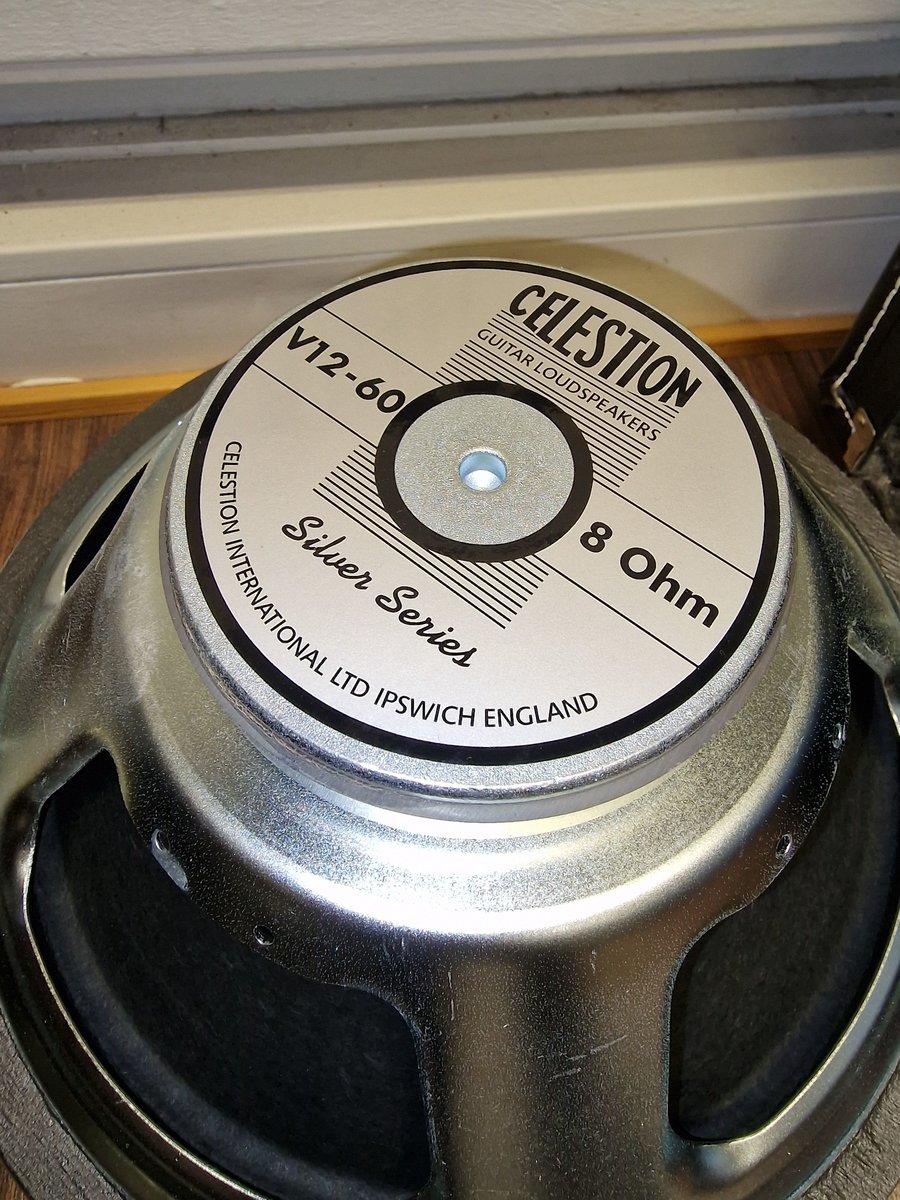 CELESTION
GUITAR LOUDSPEAKERS
V12-60
8 Ohm
Silver Series
CELESTION INTERNATIONAL LTD IPSWICH ENGLAND